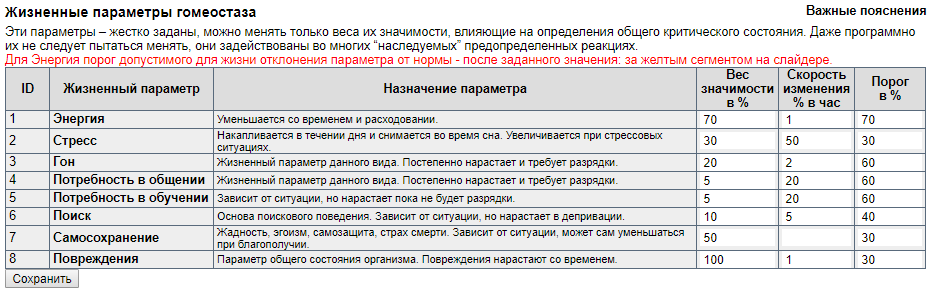 Жизненные параметры гомеостаза
Важные пояснения
Эти параметры – жестко заданы, можно менять только веса их значимости, влияющие на определения общего критического состояния. Даже программно
их не следует пытаться менять, они задействованы во многих “наследуемых” предопределенных реакциях.
Для Энергия порог допустимого для жизни отклонения параметра от нормы - после заданного значения: за желтым сегментом на слайдере.
ID Жизненный параметр Назначение параметра Вес значимости в % Скорость изменения % в час Порог в %
1 Энергия Уменьшается со временем и расходовании. 70 1 70
2 Стресс Накапливается в течении дня и снимается во время сна. Увеличивается при стрессовых ситуациях. 30 50 30
3 Гон Жизненный параметр данного вида. Постепенно нарастает и требует разрядки. 20 2 60
4 Потребность в общении Жизненный параметр данного вида. Постепенно нарастает и требует разрядки. 5 20 60
5 Потребность в обучении Зависит от ситуации, но нарастает пока не будет разрядки. 5 20 60
6 Поиск Основа поискового поведения. Зависит от ситуации, но нарастает в депривации. 10 5 40
7 Самосохранение Жадность, эгоизм, самозащита, страх смерти. Зависит от ситуации, может сам уменьшаться при благополучии. 50 30
8 Повреждения Параметр общего состояния организма. Повреждения нарастают со временем. 100 1 30
Сохранить